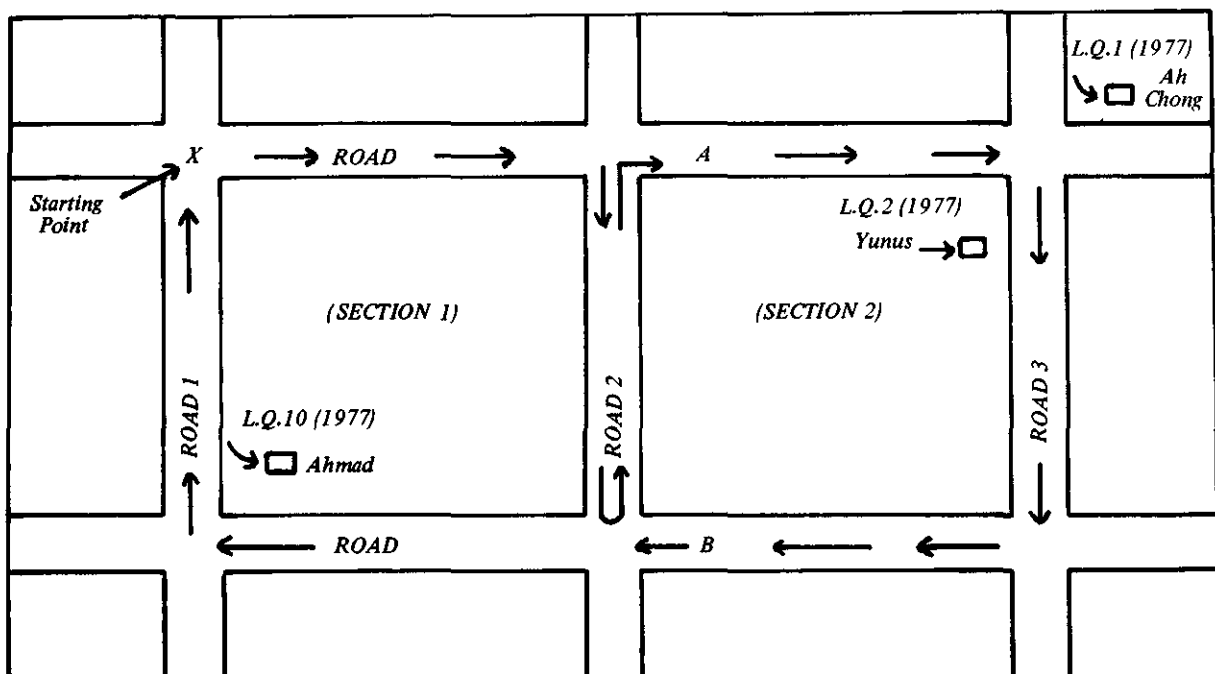 L.Q.1 (1977)
Ah
Chong
X
ROAD
A
Starting
Point
L.Q.2 (1977)
Yunus
(SECTION 1)
(SECTION 2)
ROAD 1
ROAD 2
ROAD 3
L.Q.10 (1977)
Ahmad
ROAD
B